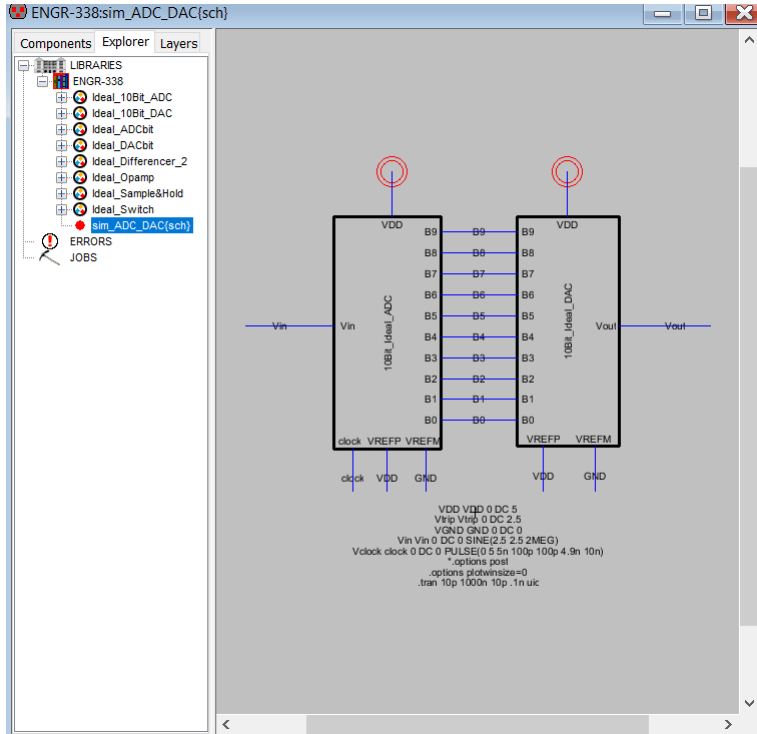 ENGR-338:sim_ADC_DAC{sch}
Components Explorer Layers
LIBRARIES
ENGR-338
Ideal_10Bit_ADC
Ideal_10Bit_DAC
Ideal_ADCbit
Ideal_DACbit
Ideal_Differencer_2
Ideal_Opamp
Ideal_Sample&Hold
Ideal_Switch
sim_ADC_DAC{sch}
ERRORS
JOBS
VDD VDD
B9 B9 B9
B8 B8 B8
B7 B7 B7
B6 B6 B6
B5 B5 B5
Vin Vin 10Bit_Ideal_ADC 10Bit_Ideal_DAC Vout Vout
B4 B4 B4
B3 B3 B3
B2 B2 B2
B1 B1 B1
B0 B0 B0
clock VREFP VREFM VREFP VREFM
clock VDD GND VDD GND
VDD VDD 0 DC 5
Vtrip Vtrip 0 DC 2.5
VGND GND 0 DC 0
Vin Vin 0 DC 0 SINE(2.5 2.5 2MEG)
Vclock clock 0 DC 0 PULSE(0 5 5n 100p 100p 4.9n 10n)
*.options post
.options plotwinsize=0
.tran 10p 1000n 10p .1n uic